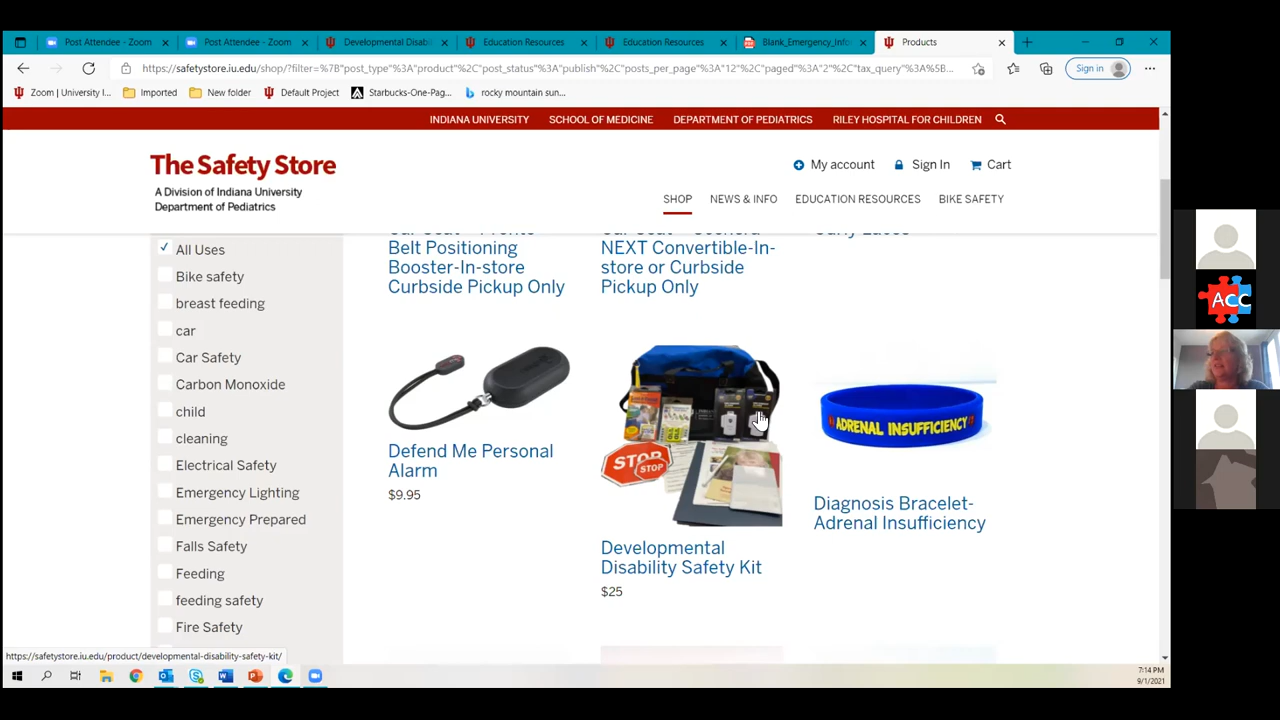 Post Attendee - Zoom
Post Attendee - Zoom
Developmental Disabi
Education Resources
Education Resources
Blank_Emergency_Info
Products
https://safetystore.iu.edu/shop/?filter=%7B"post_type"%3A"product"%2C"post_status"%3A"publish"%2C"posts_per_page"%3A"12"%2C"paged"%3A"2"%2C"tax_query"%3A%5B...
Sign in
Zoom | University I...
Imported
New folder
Default Project
Starbucks-One-Pag...
rocky mountain sun...
INDIANA UNIVERSITY
SCHOOL OF MEDICINE
DEPARTMENT OF PEDIATRICS
RILEY HOSPITAL FOR CHILDREN
The Safety Store
A Division of Indiana University
Department of Pediatrics
My account
Sign In
Cart
SHOP
NEWS & INFO
EDUCATION RESOURCES
BIKE SAFETY
All Uses
Bike safety
breast feeding
car
Car Safety
Carbon Monoxide
child
cleaning
Electrical Safety
Emergency Lighting
Emergency Prepared
Falls Safety
Feeding
feeding safety
Fire Safety
Belt Positioning
Booster-In-store
Curbside Pickup Only
NEXT Convertible-In-
store or Curbside
Pickup Only
Defend Me Personal
Alarm
$9.95
STOP
STOP
Developmental
Disability Safety Kit
$25
ADRENAL INSUFFICIENCY
Diagnosis Bracelet-
Adrenal Insufficiency
ACC
https://safetystore.iu.edu/product/developmental-disability-safety-kit/
7:14 PM
9/1/2021